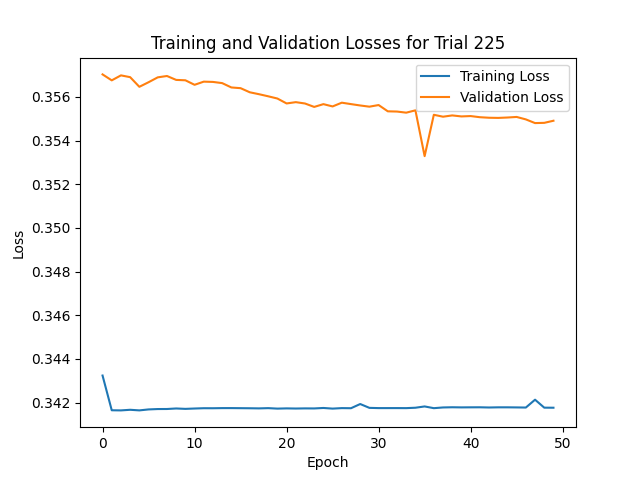 Training and Validation Losses for Trial 225
Training Loss
Validation Loss
0.356
0.354
0.352
0.350
0.348
0.346
0.344
0.342
Loss
0 10 20 30 40 50
Epoch